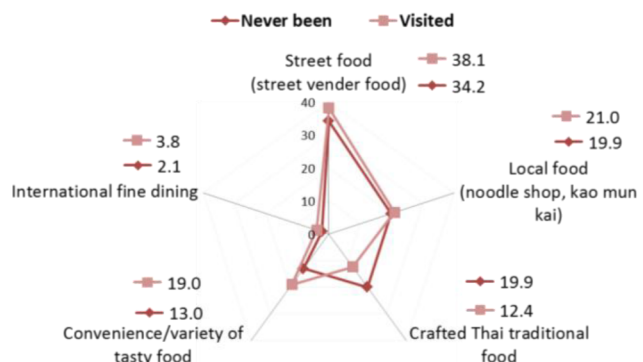 Never been Visited
Street food
(street vender food)
38.1
34.2
40
30
20
10
0
21.0
19.9
Local food
(noodle shop, kao mun
kai)
3.8
2.1
International fine dining
19.0
13.0
Convenience/variety of
tasty food
19.9
12.4
Crafted Thai traditional
food